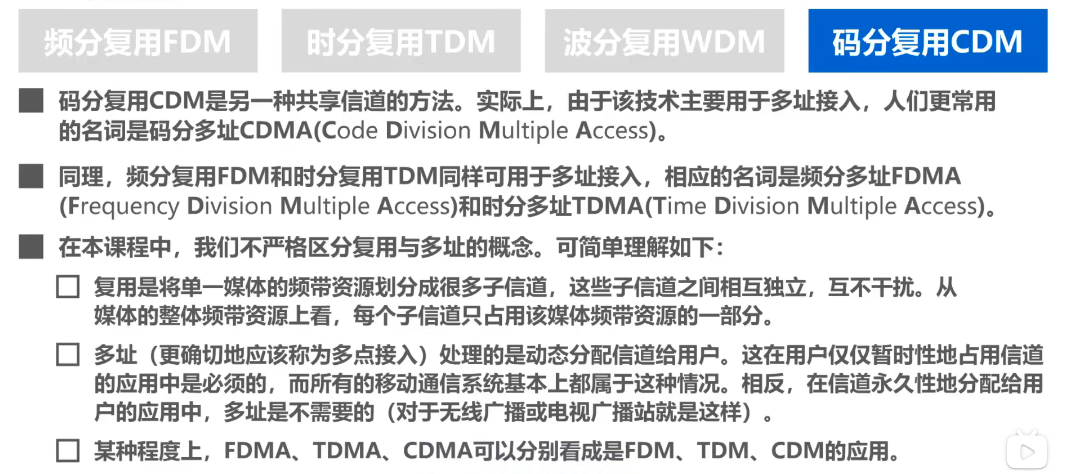 频分复用FDM 时分复用TDM 波分复用WDM 码分复用CDM
码分复用CDM是另一种共享信道的方法。实际上，由于该技术主要用于多址接入，人们更常用
的名词是码分多址CDMA(Code Division Multiple Access)。
同理，频分复用FDM和时分复用TDM同样可用于多址接入，相应的名词是频分多址FDMA
(Frequency Division Multiple Access)和时分多址TDMA(Time Division Multiple Access)。
在本课程中，我们不严格区分复用与多址的概念。可简单理解如下：
复用是将单一媒体的频带资源划分成很多子信道，这些子信道之间相互独立，互不干扰。从
媒体的整体频带资源上看，每个子信道只占用该媒体频带资源的一部分。
多址（更确切地应该称为多点接入）处理的是动态分配信道给用户。这在用户仅仅暂时性地占用信道
的应用中是必须的，而所有的移动通信系统基本上都属于这种情况。相反，在信道永久性地分配给用
户的应用中，多址是不需要的（对于无线广播或电视广播站就是这样）。
某种程度上，FDMA、TDMA、CDMA可以分别看成是FDM、TDM、CDM的应用。